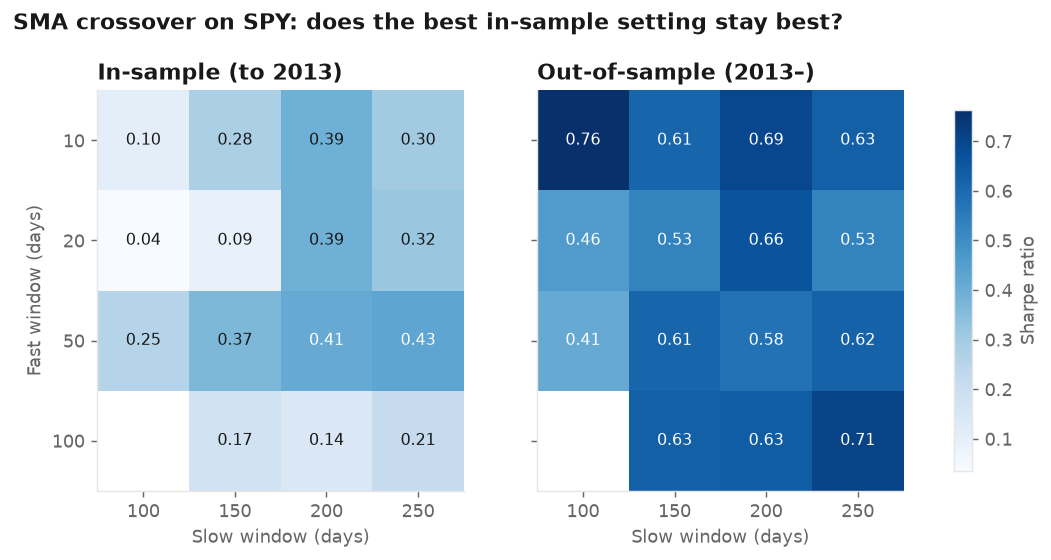 SMA crossover on SPY: does the best in-sample setting stay best?
In-sample (to 2013)
Out-of-sample (2013–)
Fast window (days)
10
0.10 0.28 0.39 0.30
20
0.04 0.09 0.39 0.32
50
0.25 0.37 0.41 0.43
100
0.17 0.14 0.21
100 150 200 250
Slow window (days)
0.76 0.61 0.69 0.63
0.46 0.53 0.66 0.53
0.41 0.61 0.58 0.62
0.63 0.63 0.71
100 150 200 250
Slow window (days)
0.7
0.6
0.5
0.4
0.3
0.2
0.1
Sharpe ratio